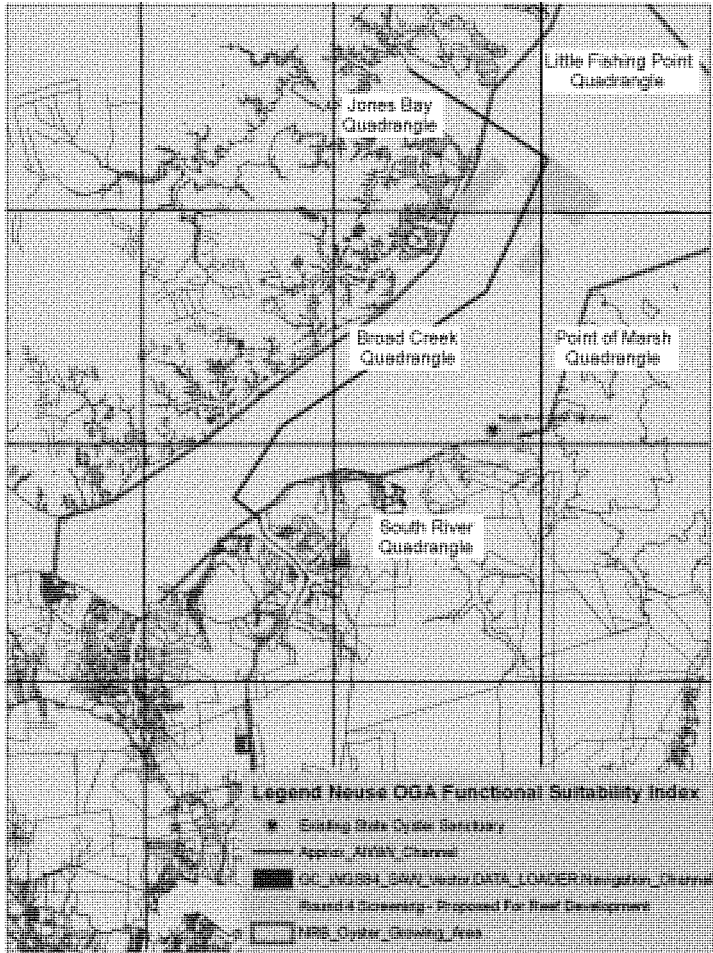 Little Fishing Point
Quadrangle
Jones Bay
Quadrangle
Broad Creek
Quadrangle
Point of Marsh
Quadrangle
South River
Quadrangle
Legend Neuse OGA Functional Suitability Index
Existing State Oyster Sanctuary
Approx_AIWW_Channel
Round 4 Screening - Proposed For Reef Development
NRB_Oyster_Growing_Area